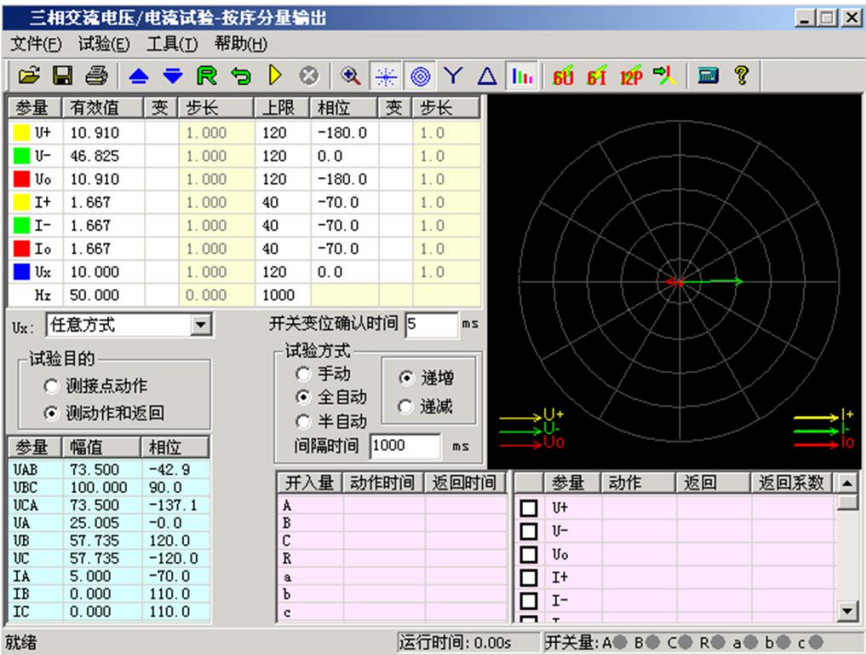 三相交流电压/电流试验-按序分量输出
文件(F) 试验(E) 工具(T) 帮助(H)
R 6U 6I 12P ?
参量 有效值 变 步长 上限 相位 变 步长
U+ 10.910 1.000 120 -180.0 1.0
U- 46.825 1.000 120 0.0 1.0
Uo 10.910 1.000 120 -180.0 1.0
I+ 1.667 1.000 40 -70.0 1.0
I- 1.667 1.000 40 -70.0 1.0
Io 1.667 1.000 40 -70.0 1.0
Ux 10.000 1.000 120 0.0 1.0
Hz 50.000 0.000 1000
Ux: 任意方式 开关变位确认时间 5 ms
试验目的
测接点动作
测动作和返回
试验方式
手动
全自动
半自动
递增
递减
间隔时间 1000 ms
U+
U-
Uo
I+
I-
Io
参量 幅值 相位
UAB 73.500 -42.9
UBC 100.000 90.0
UCA 73.500 -137.1
UA 25.005 -0.0
UB 57.735 120.0
UC 57.735 -120.0
IA 5.000 -70.0
IB 0.000 110.0
IC 0.000 110.0
开入量 动作时间 返回时间
A
B
C
R
a
b
c
参量 动作 返回 返回系数
U+
U-
Uo
I+
I-
就绪 运行时间: 0.00s 开关量: A B C R a b c